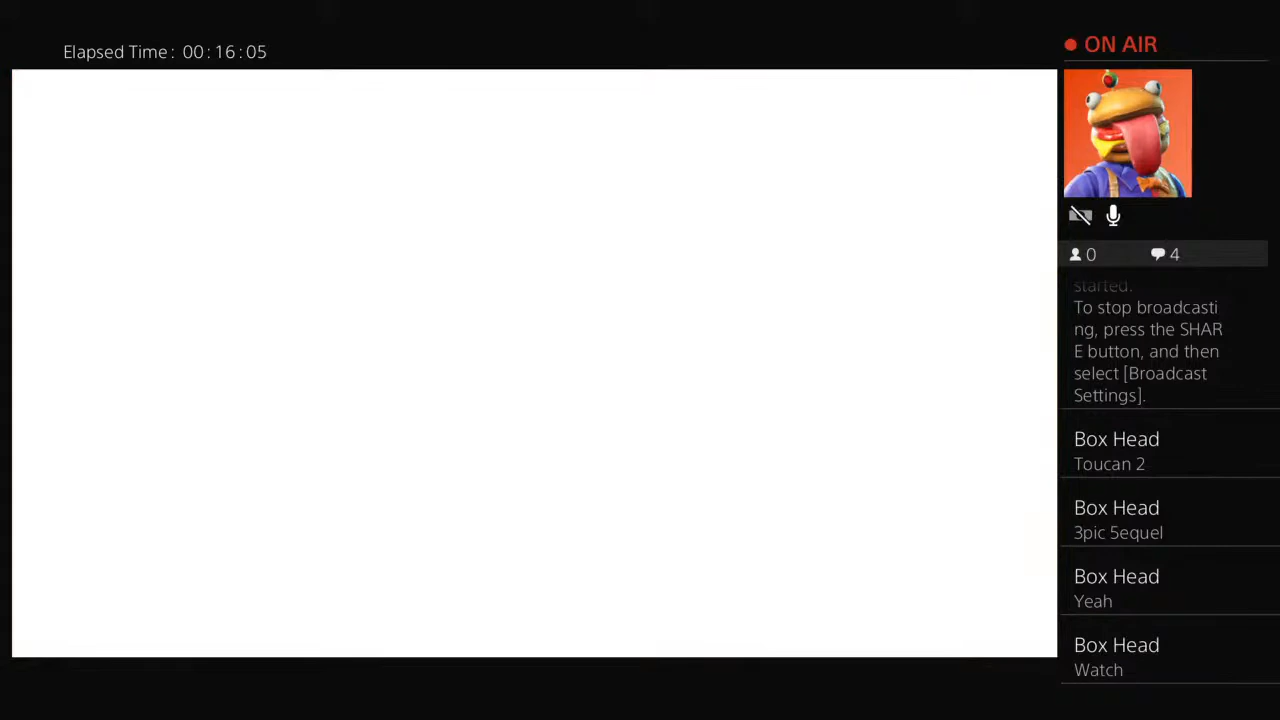 Elapsed Time: 00:16:05
ON AIR
0 4
started.
To stop broadcasti
ng, press the SHAR
E button, and then
select [Broadcast
Settings].
Box Head
Toucan 2
Box Head
3pic 5equel
Box Head
Yeah
Box Head
Watch